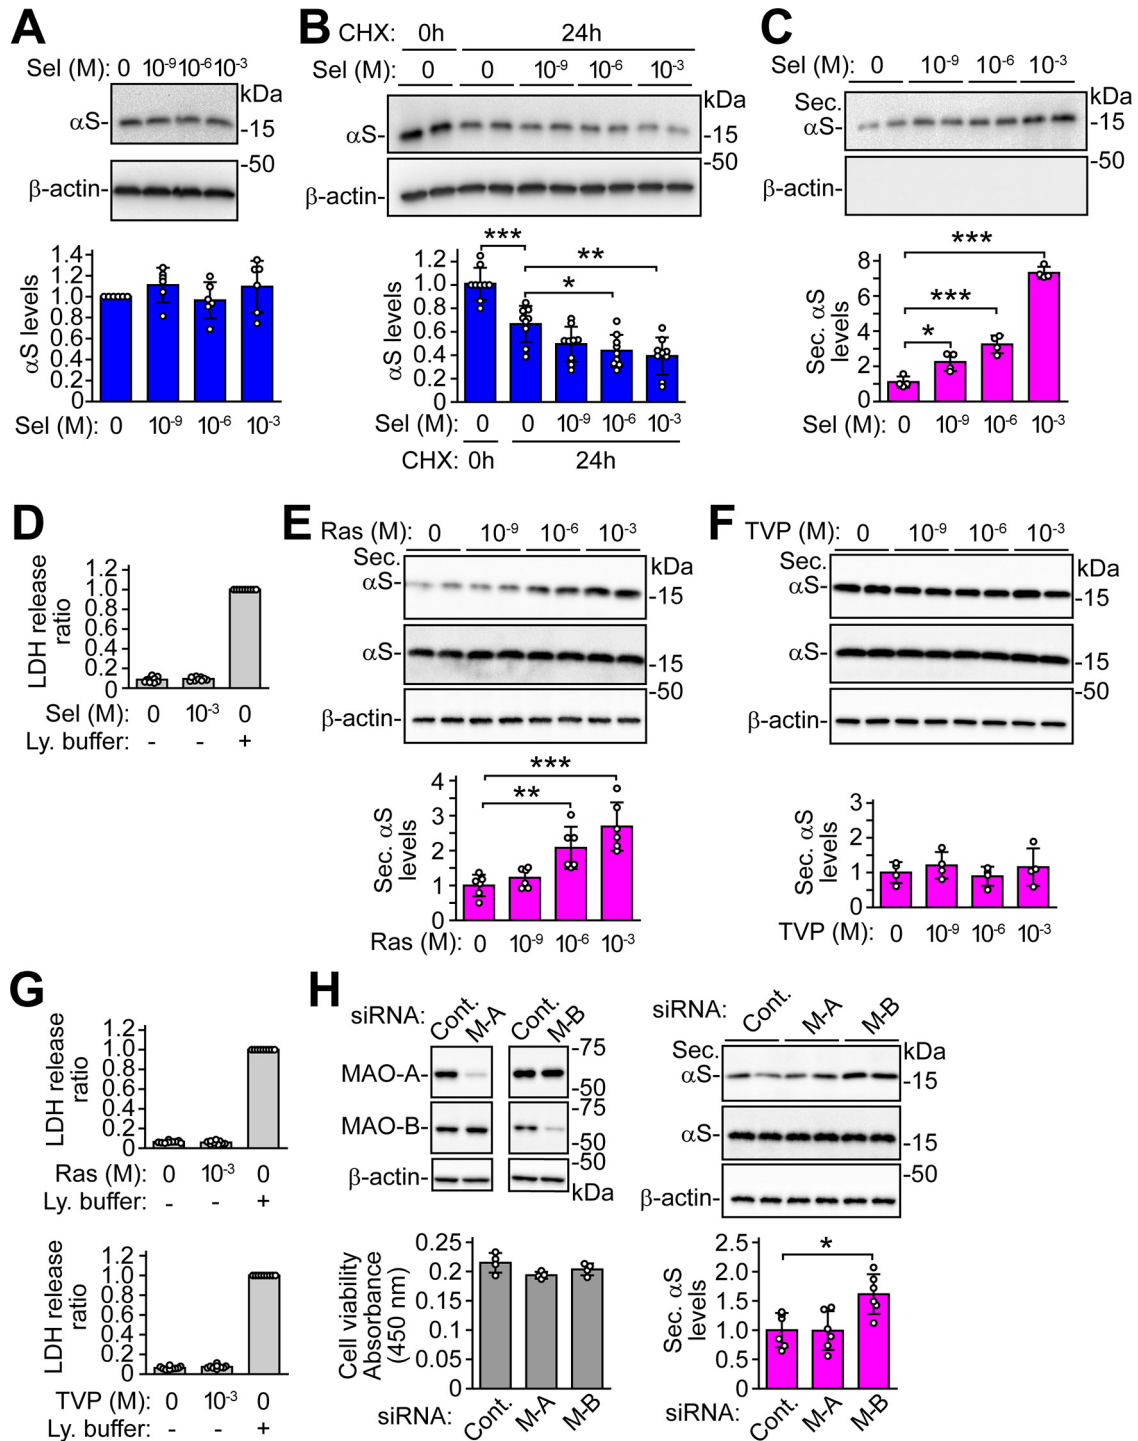 A
Sel (M): 0 10⁻⁹ 10⁻⁶ 10⁻³
kDa
αS-
-15
-50
β-actin-
αS levels
1.4
1.2
1.0
0.8
0.6
0.4
0.2
0
Sel (M): 0 10⁻⁹ 10⁻⁶ 10⁻³
B
CHX: 0h 24h
Sel (M): 0 0 10⁻⁹ 10⁻⁶ 10⁻³
kDa
αS-
-15
-50
β-actin-
*** ** *
αS levels
1.2
1.0
0.8
0.6
0.4
0.2
0
Sel (M): 0 0 10⁻⁹ 10⁻⁶ 10⁻³
CHX: 0h 24h
C
Sel (M): 0 10⁻⁹ 10⁻⁶ 10⁻³
kDa
Sec.
αS-
-15
-50
β-actin-
***
***
*
Sec. αS
levels
8
6
4
2
0
Sel (M): 0 10⁻⁹ 10⁻⁶ 10⁻³
D
LDH release
ratio
1.2
1.0
0.8
0.6
0.4
0.2
0
Sel (M): 0 10⁻³ 0
Ly. buffer: - - +
E
Ras (M): 0 10⁻⁹ 10⁻⁶ 10⁻³
Sec.
kDa
αS-
-15
αS-
-15
-50
β-actin-
***
**
Sec. αS
levels
4
3
2
1
0
Ras (M): 0 10⁻⁹ 10⁻⁶ 10⁻³
F
TVP (M): 0 10⁻⁹ 10⁻⁶ 10⁻³
Sec.
kDa
αS-
-15
αS-
-15
-50
β-actin-
Sec. αS
levels
3
2
1
0
TVP (M): 0 10⁻⁹ 10⁻⁶ 10⁻³
G
LDH release
ratio
1.2
1.0
0.8
0.6
0.4
0.2
0
Ras (M): 0 10⁻³ 0
Ly. buffer: - - +
LDH release
ratio
1.2
1.0
0.8
0.6
0.4
0.2
0
TVP (M): 0 10⁻³ 0
Ly. buffer: - - +
H
siRNA: Cont. M-A Cont. M-B
-75
MAO-A-
-50
-75
MAO-B-
-50
-50
β-actin-
kDa
Cell viability
Absorbance
(450 nm)
0.25
0.2
0.15
0.1
0.05
0
siRNA: Cont. M-A M-B
siRNA: Cont. M-A M-B
Sec.
kDa
αS-
-15
αS-
-15
-50
β-actin-
*
Sec. αS
levels
2.5
2.0
1.5
1.0
0.5
0
siRNA: Cont. M-A M-B